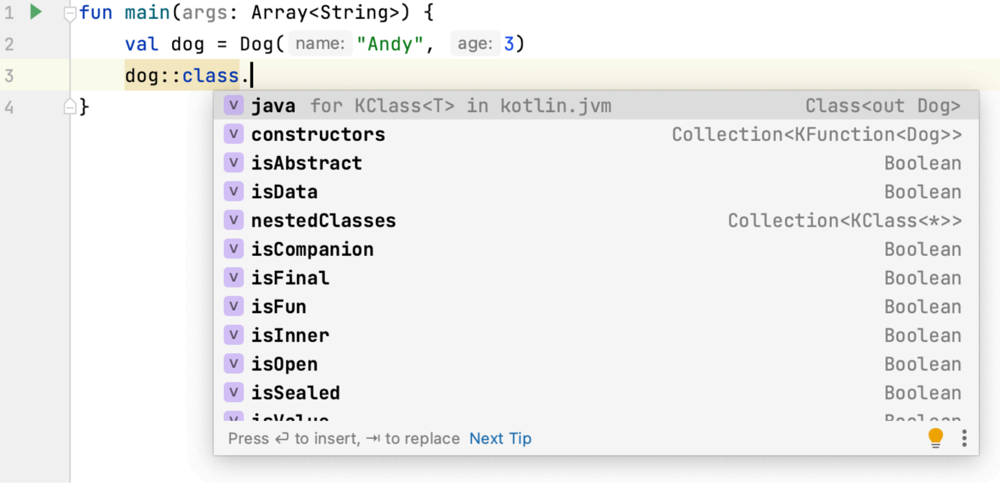 1 fun main(args: Array<String>) {
2 val dog = Dog( name: "Andy", age: 3)
3 dog::class.
4 }
v java for KClass<T> in kotlin.jvm Class<out Dog>
v constructors Collection<KFunction<Dog>>
v isAbstract Boolean
v isData Boolean
v nestedClasses Collection<KClass<*>>
v isCompanion Boolean
v isFinal Boolean
v isFun Boolean
v isInner Boolean
v isOpen Boolean
v isSealed Boolean
v isValue Boolean
Press ↵ to insert, ⇥ to replace Next Tip